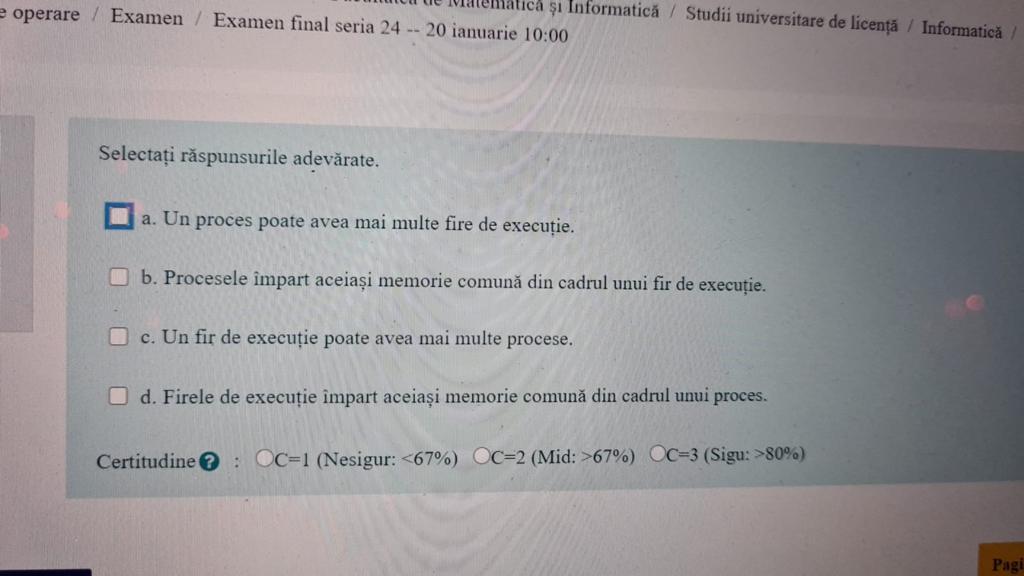 operare / Examen / Examen final seria 24 -- 20 ianuarie 10:00
de Matematică și Informatică / Studii universitare de licență / Informatică /
Selectați răspunsurile adevărate.
a. Un proces poate avea mai multe fire de execuție.
b. Procesele împart aceiași memorie comună din cadrul unui fir de execuție.
c. Un fir de execuție poate avea mai multe procese.
d. Firele de execuție împart aceiași memorie comună din cadrul unui proces.
Certitudine ? : C=1 (Nesigur: <67%) C=2 (Mid: >67%) C=3 (Sigu: >80%)
Pagi